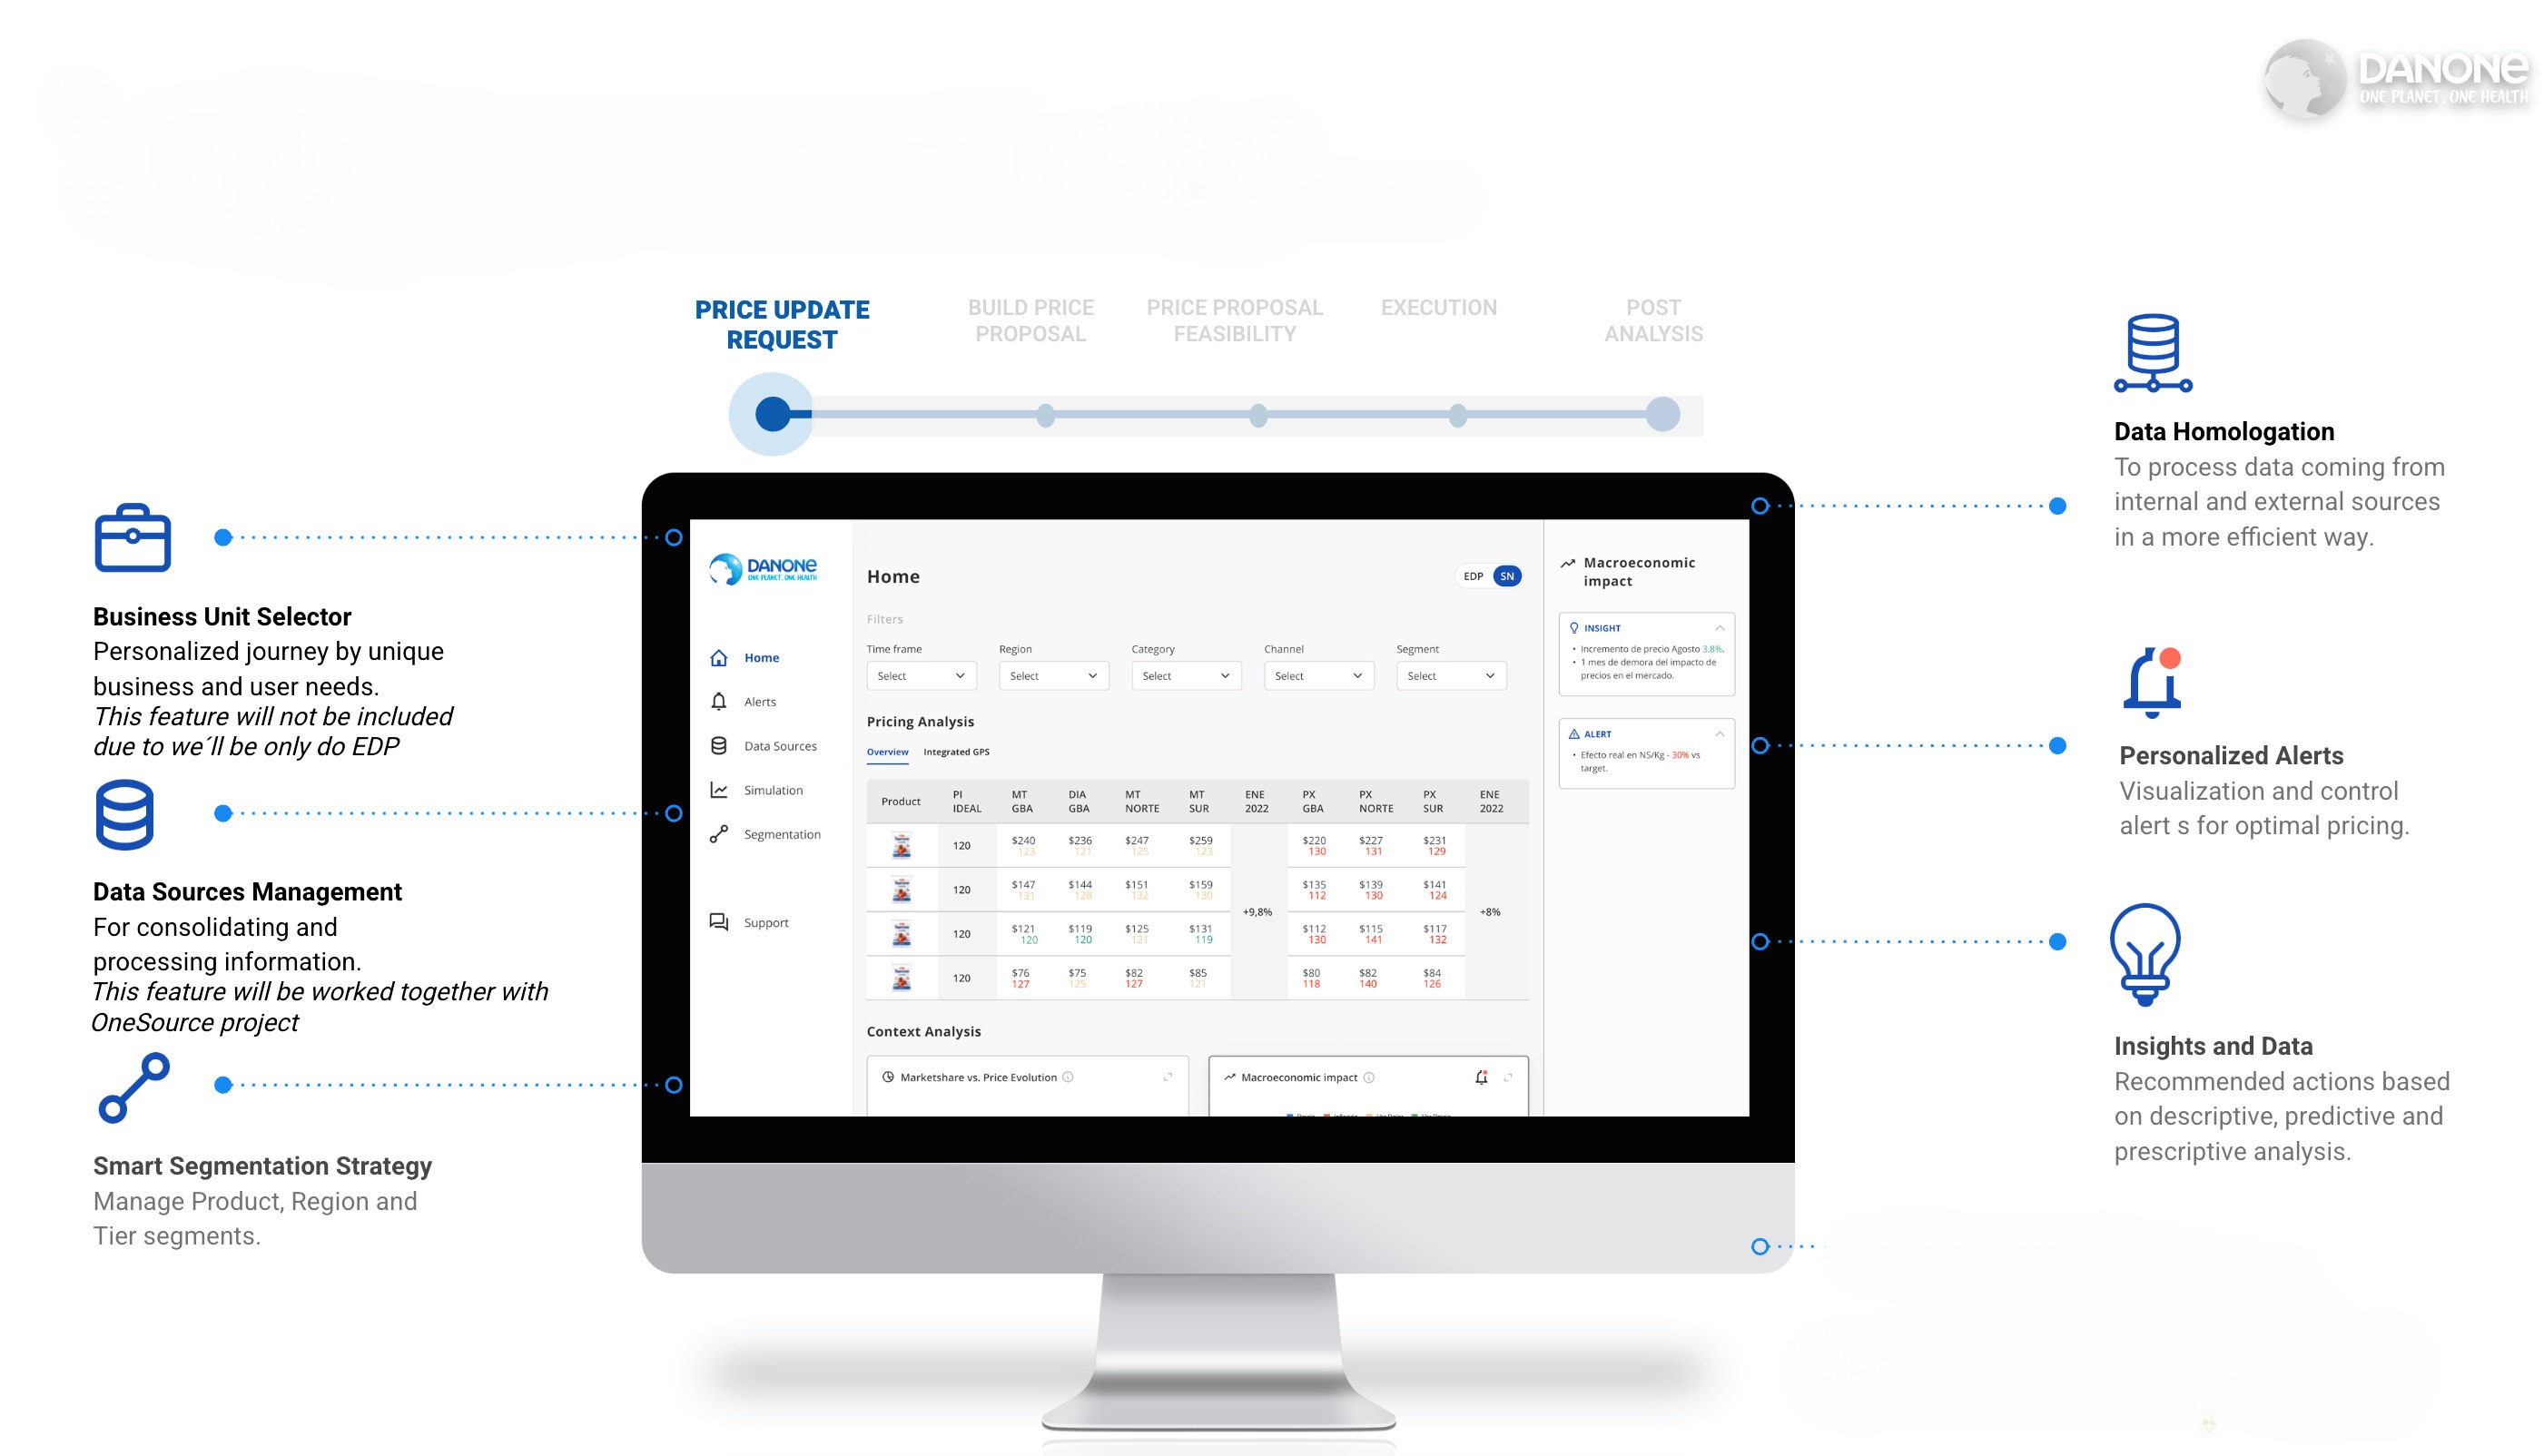 DANONE
ONE PLANET. ONE HEALTH
PRICE UPDATE
REQUEST
BUILD PRICE
PROPOSAL
PRICE PROPOSAL
FEASIBILITY
EXECUTION
POST
ANALYSIS
Business Unit Selector
Personalized journey by unique
business and user needs.
This feature will not be included
due to we´ll be only do EDP
Data Sources Management
For consolidating and
processing information.
This feature will be worked together with
OneSource project
Smart Segmentation Strategy
Manage Product, Region and
Tier segments.
DANONE
ONE PLANET. ONE HEALTH
Home
Alerts
Data Sources
Simulation
Segmentation
Support
Home
EDP SN
Filters
Time frame Region Category Channel Segment
Select Select Select Select Select
Pricing Analysis
Overview Integrated GPS
Product PI IDEAL MT GBA DIA GBA MT NORTE MT SUR ENE 2022 PX GBA PX NORTE PX SUR ENE 2022
120 $240 $236 $247 $259 $220 $227 $231
123 121 125 123 130 131 129
120 $147 $144 $151 $159 $135 $139 $141
131 128 132 130 112 130 124
+9,8% +8%
120 $121 $119 $125 $131 $112 $115 $117
120 120 121 119 130 141 132
120 $76 $75 $82 $85 $80 $82 $84
127 125 127 121 118 140 126
Context Analysis
Marketshare vs. Price Evolution
Macroeconomic impact
Macroeconomic
impact
INSIGHT
• Incremento de precio Agosto 3.8%.
• 1 mes de demora del impacto de
precios en el mercado.
ALERT
• Efecto real en NS/Kg - 30% vs
target.
Data Homologation
To process data coming from
internal and external sources
in a more efficient way.
Personalized Alerts
Visualization and control
alert s for optimal pricing.
Insights and Data
Recommended actions based
on descriptive, predictive and
prescriptive analysis.